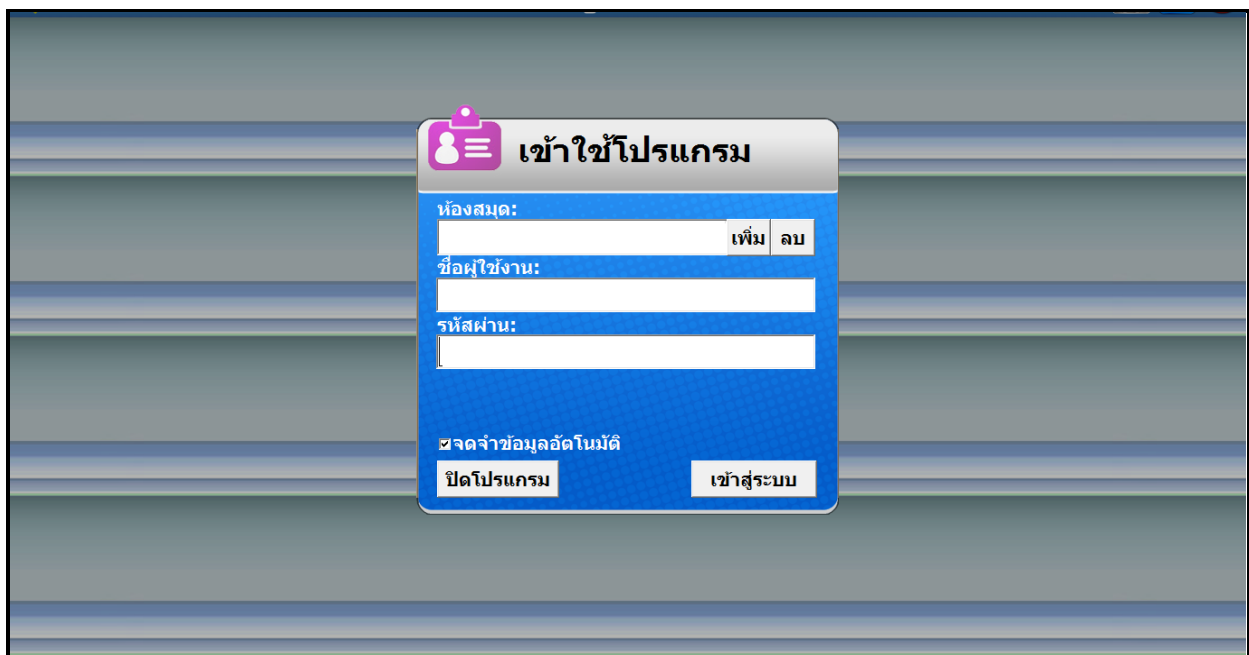 เข้าใช้โปรแกรม
ห้องสมุด:
เพิ่ม ลบ
ชื่อผู้ใช้งาน:
รหัสผ่าน:
จดจำข้อมูลอัตโนมัติ
ปิดโปรแกรม เข้าสู่ระบบ